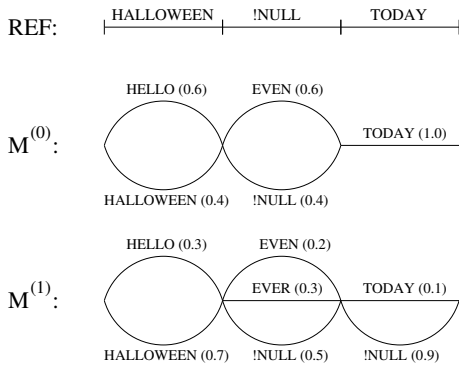 REF: HALLOWEEN !NULL TODAY
HELLO (0.6) EVEN (0.6)
M(0): TODAY (1.0)
HALLOWEEN (0.4) !NULL (0.4)
HELLO (0.3) EVEN (0.2)
M(1): EVER (0.3) TODAY (0.1)
HALLOWEEN (0.7) !NULL (0.5) !NULL (0.9)